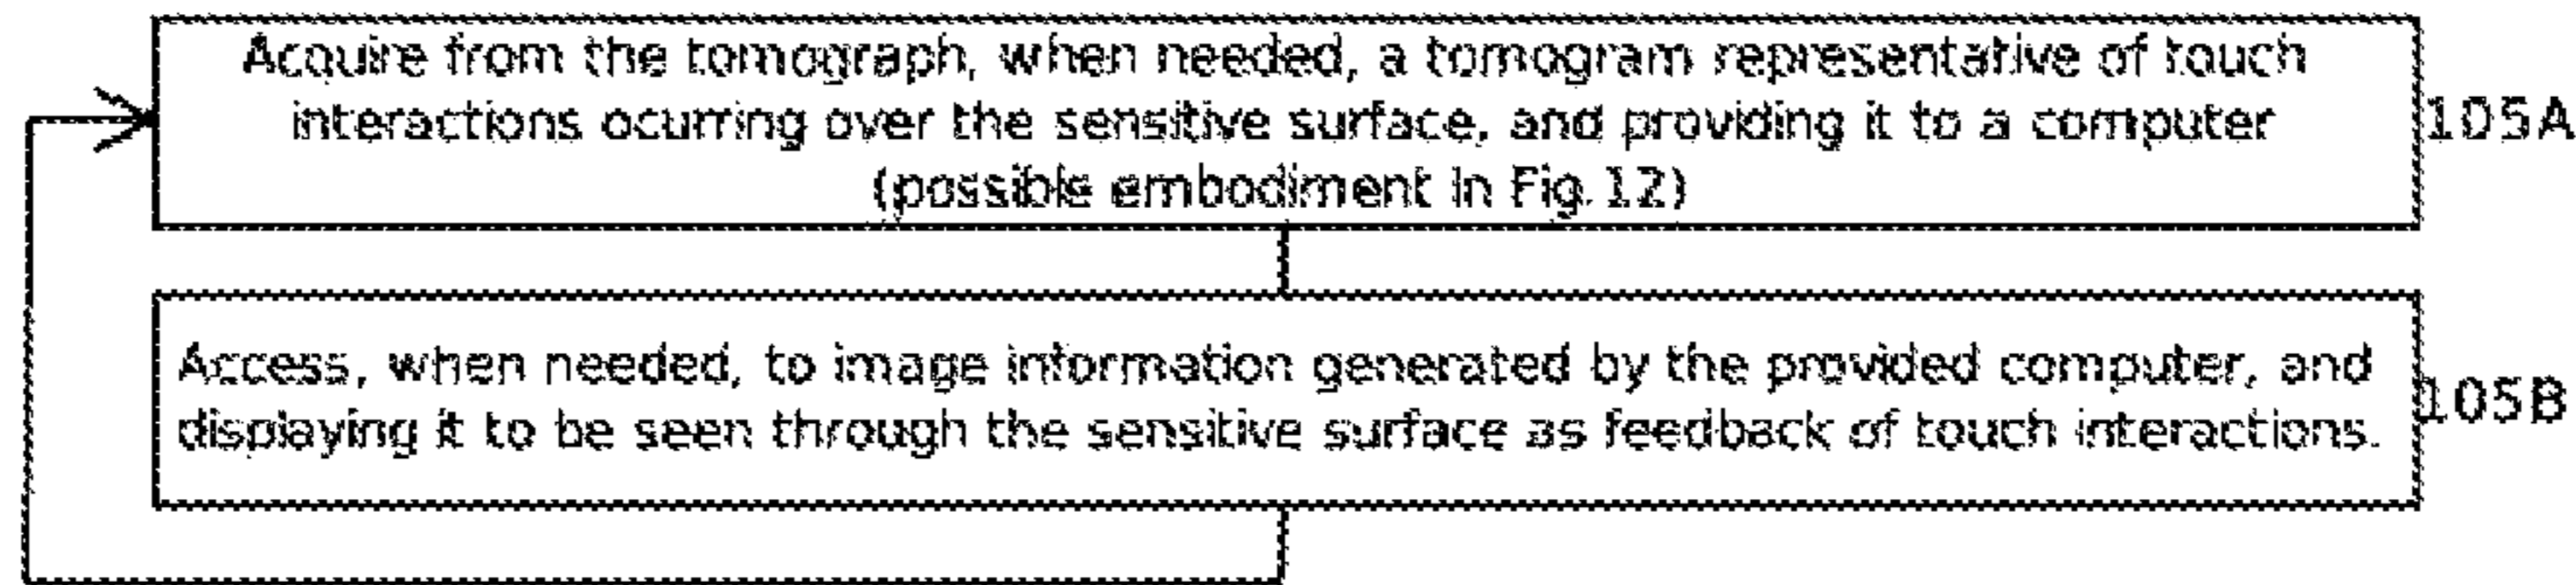 Acquire from the tomograph, when needed, a tomogram representative of touch
interactions ocurring over the sensitive surface, and providing it to a computer
(possible embodiment in Fig.12)
105A
Access, when needed, to image information generated by the provided computer, and
displaying it to be seen through the sensitive surface as feedback of touch interactions.
105B